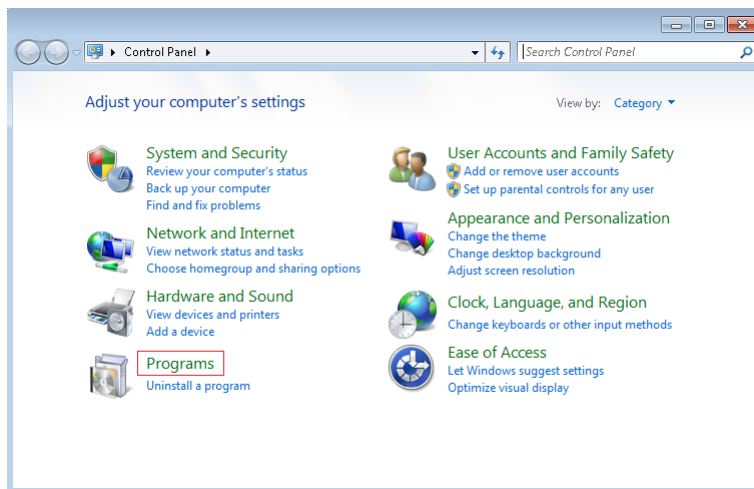 Control Panel
Search Control Panel
Adjust your computer's settings
View by: Category
System and Security
Review your computer's status
Back up your computer
Find and fix problems
Network and Internet
View network status and tasks
Choose homegroup and sharing options
Hardware and Sound
View devices and printers
Add a device
Programs
Uninstall a program
User Accounts and Family Safety
Add or remove user accounts
Set up parental controls for any user
Appearance and Personalization
Change the theme
Change desktop background
Adjust screen resolution
Clock, Language, and Region
Change keyboards or other input methods
Ease of Access
Let Windows suggest settings
Optimize visual display